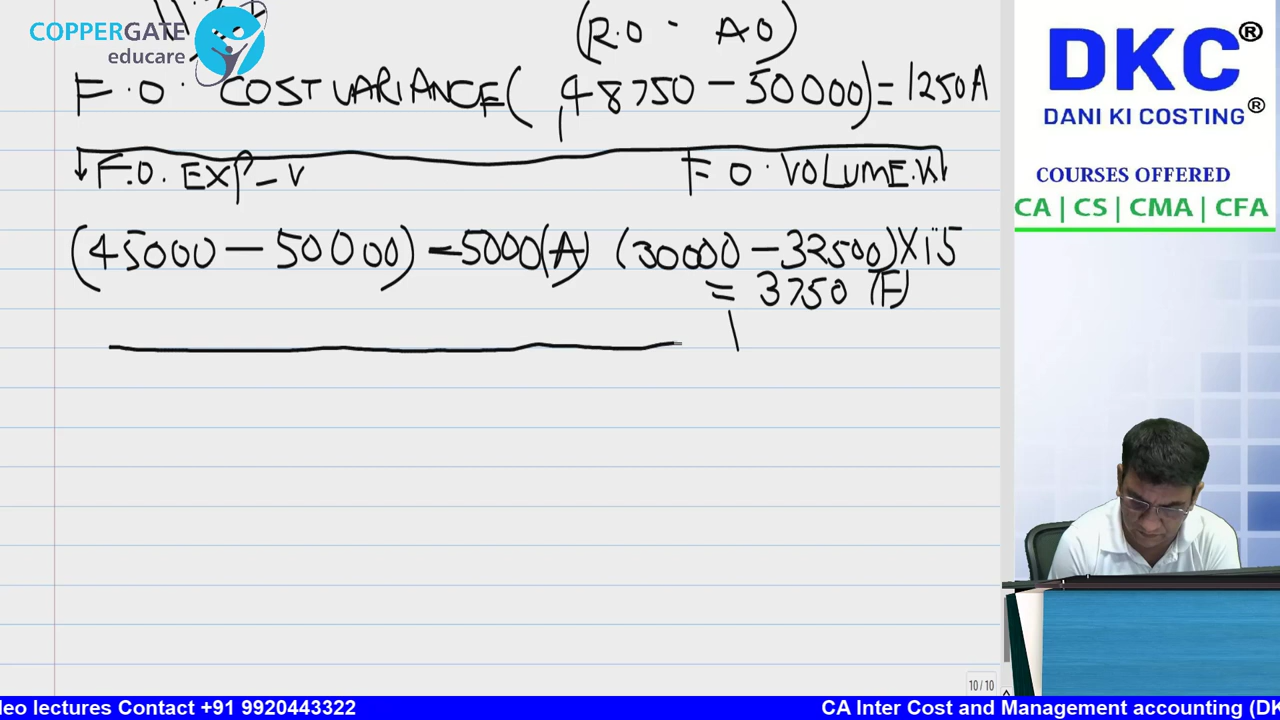 COPPERGATE
educare
(R.O - A O)
F.O. COST VARIANCE ( 48750 - 50000) = 1250A
F.O. EXP - V
F O . VOLUME.V
(45000 - 50000) - 5000(A)
(30000 - 32500) X 1.5
= 3750 (F)
DKC®
DANI KI COSTING®
COURSES OFFERED
CA | CS | CMA | CFA
10/10
leo lectures Contact +91 9920443322
CA Inter Cost and Management accounting (DK